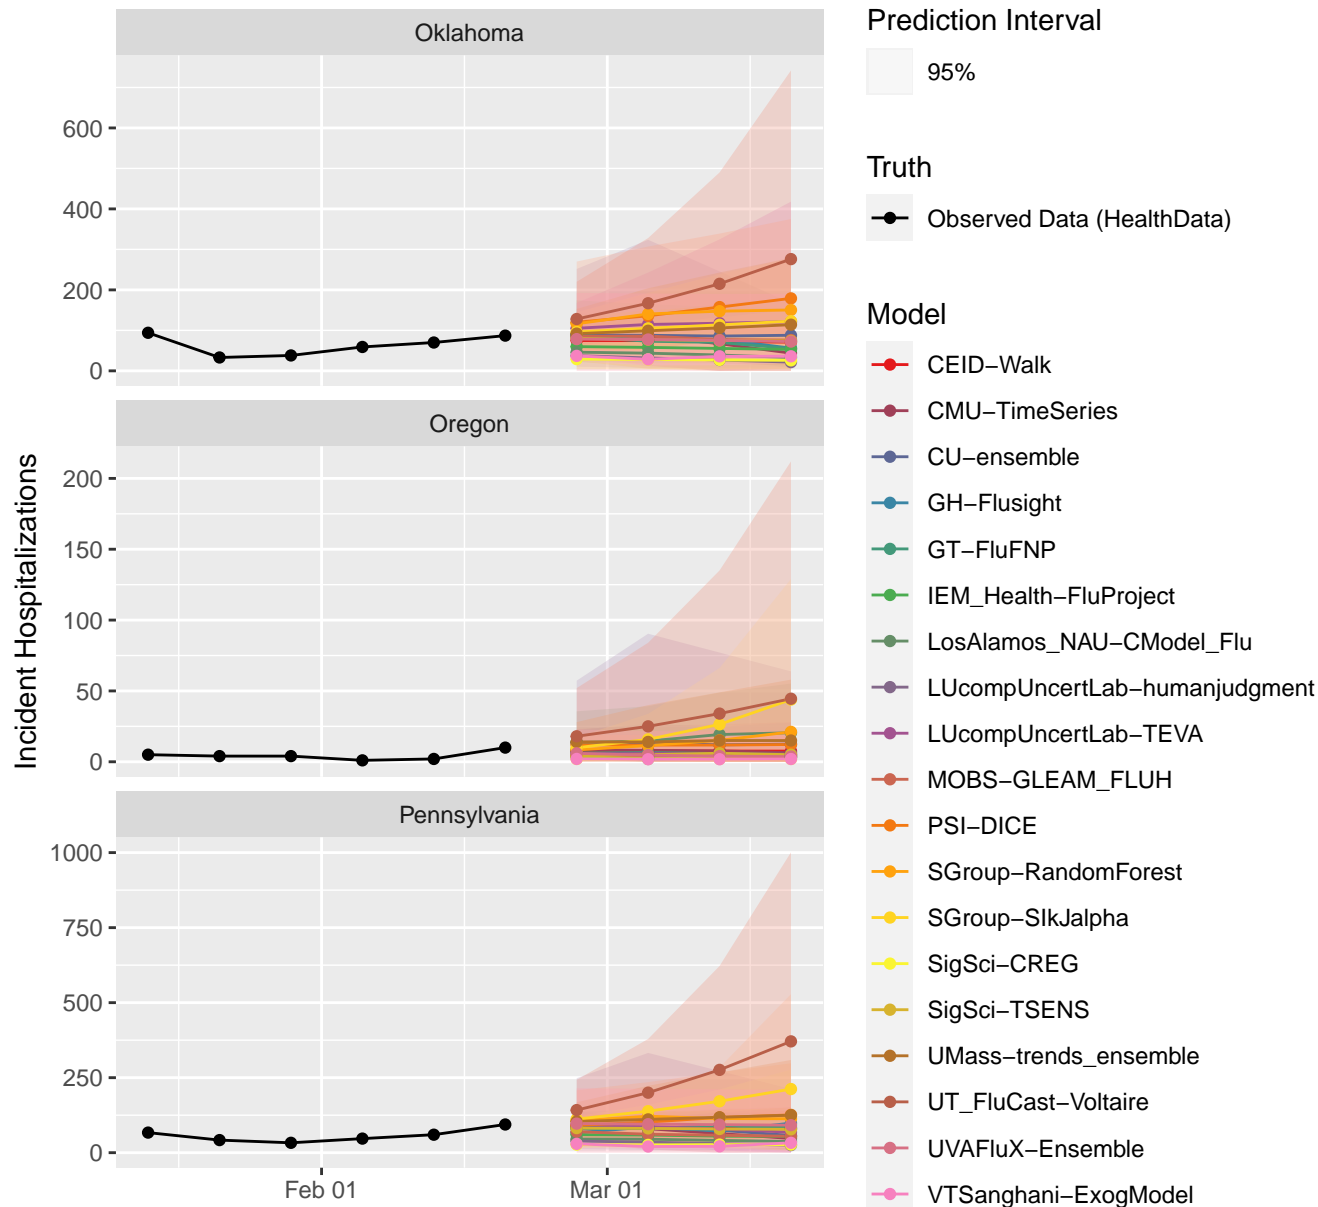 Oklahoma
600
400
200
0
Oregon
200
150
100
50
0
Pennsylvania
1000
750
500
250
0
Feb 01
Mar 01
Incident Hospitalizations
Prediction Interval
95%
Truth
Observed Data (HealthData)
Model
CEID−Walk
CMU−TimeSeries
CU−ensemble
GH−Flusight
GT−FluFNP
IEM_Health−FluProject
LosAlamos_NAU−CModel_Flu
LUcompUncertLab−humanjudgment
LUcompUncertLab−TEVA
MOBS−GLEAM_FLUH
PSI−DICE
SGroup−RandomForest
SGroup−SIkJalpha
SigSci−CREG
SigSci−TSENS
UMass−trends_ensemble
UT_FluCast−Voltaire
UVAFluX−Ensemble
VTSanghani−ExogModel